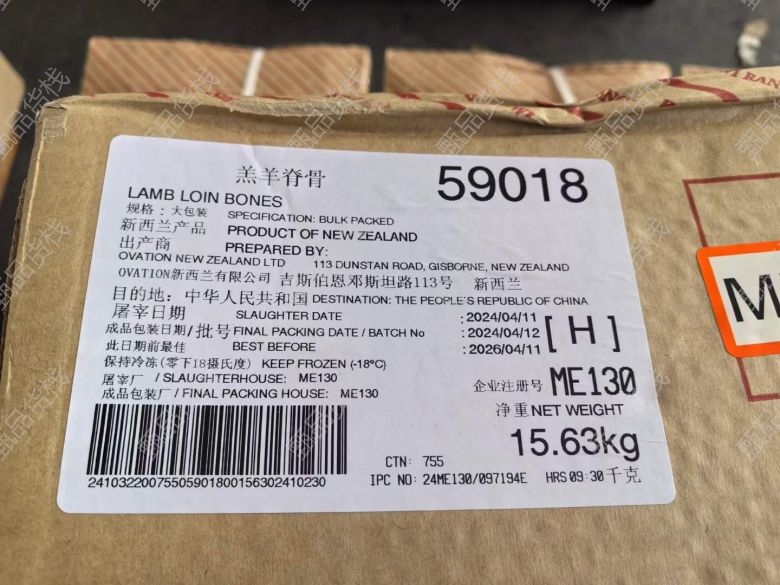 羔羊脊骨
59018
LAMB LOIN BONES
规格：大包装 SPECIFICATION: BULK PACKED
新西兰产品 PRODUCT OF NEW ZEALAND
出产商 PREPARED BY:
OVATION NEW ZEALAND LTD 113 DUNSTAN ROAD, GISBORNE, NEW ZEALAND
OVATION新西兰有限公司 吉斯伯恩邓斯坦路113号 新西兰
目的地：中华人民共和国 DESTINATION: THE PEOPLE'S REPUBLIC OF CHINA
屠宰日期 SLAUGHTER DATE :2024/04/11
成品包装日期/批号 FINAL PACKING DATE / BATCH No :2024/04/12
此日期前最佳 BEST BEFORE :2026/04/11
[H]
保持冷冻(零下18摄氏度) KEEP FROZEN (-18°C)
屠宰厂 / SLAUGHTERHOUSE: ME130
成品包装厂 / FINAL PACKING HOUSE: ME130
企业注册号 ME130
净重 NET WEIGHT
15.63kg
千克
CTN: 755
IPC NO: 24ME130/097194E HRS 09:30
24103220075505901800156302410230
M
甄品货栈